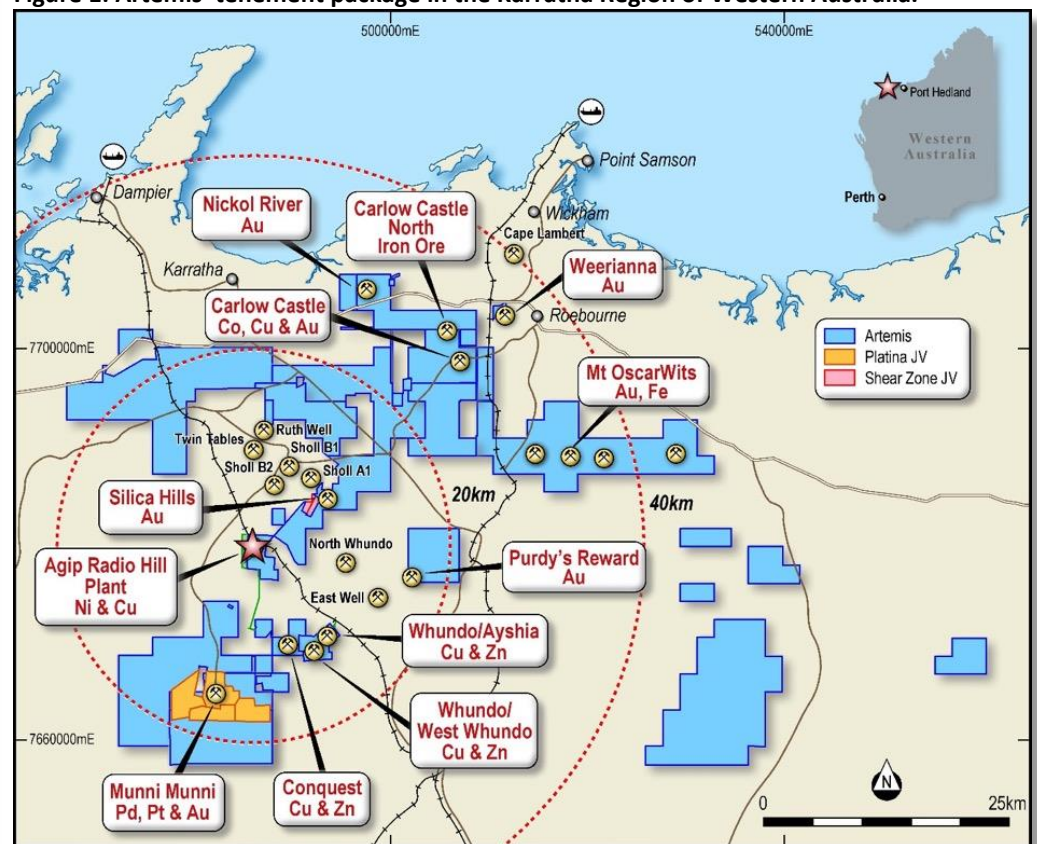 Figure 1: Artemis' tenement package in the Karratha Region of Western Australia.
500000mE
540000mE
Port Hedland
Western
Australia
Perth
Point Samson
Dampier
Wickham
Cape Lambert
Nickol River
Au
Carlow Castle
North
Iron Ore
Weerianna
Au
Karratha
Carlow Castle
Co, Cu & Au
Roebourne
7700000mE
Artemis
Platina JV
Shear Zone JV
Mt OscarWits
Au, Fe
Ruth Well
Twin Tables
Sholl B1
Sholl B2
Sholl A1
Silica Hills
Au
20km
40km
North Whundo
Agip Radio Hill
Plant
Ni & Cu
Purdy's Reward
Au
East Well
Whundo/Ayshia
Cu & Zn
Whundo/
West Whundo
Cu & Zn
7660000mE
Munni Munni
Pd, Pt & Au
Conquest
Cu & Zn
N
0
25km